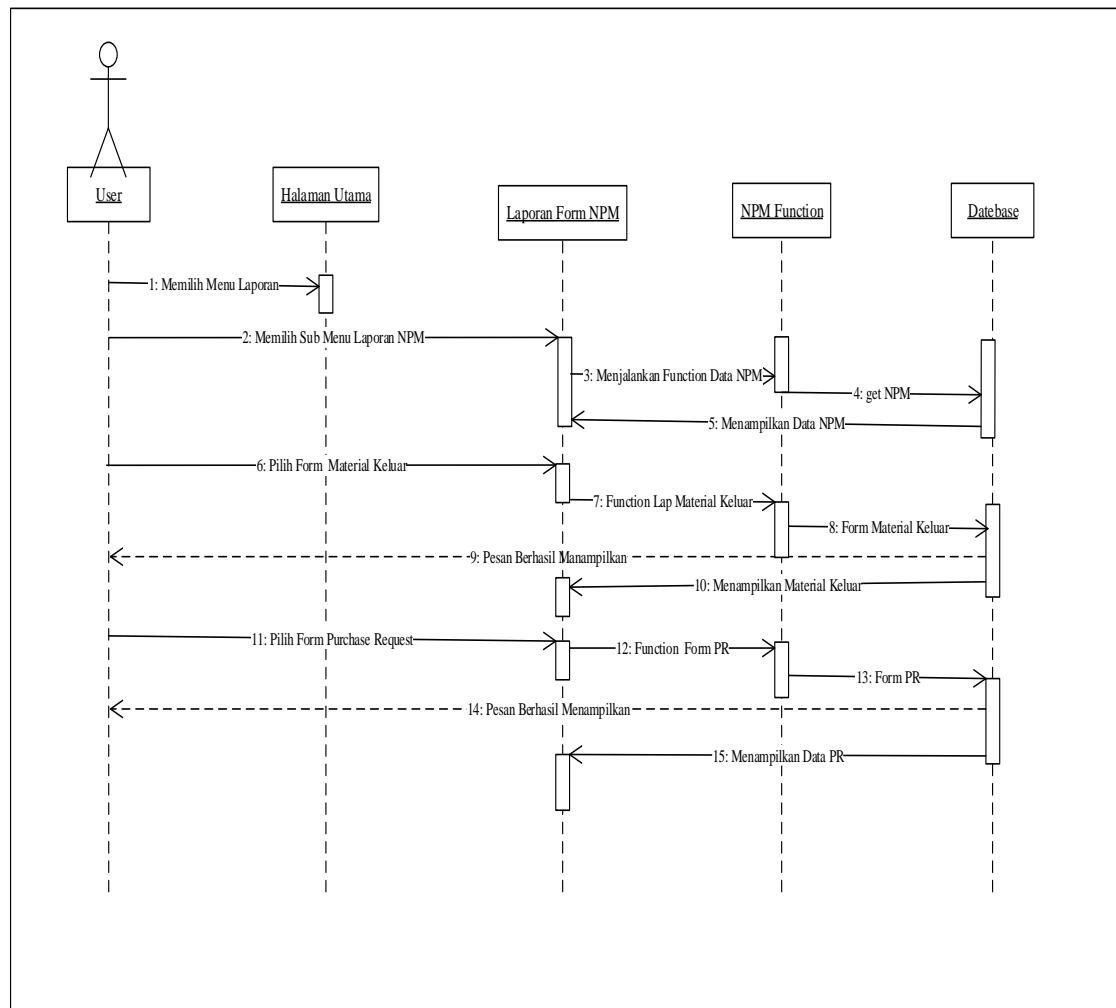 User
Halaman Utama
Laporan Form NPM
NPM Function
Datebase
1: Memilih Menu Laporan
2: Memilih Sub Menu Laporan NPM
3: Menjalankan Function Data NPM
4: get NPM
5: Menampilkan Data NPM
6: Pilih Form Material Keluar
7: Function Lap Material Keluar
8: Form Material Keluar
9: Pesan Berhasil Manampilkan
10: Menampilkan Material Keluar
11: Pilih Form Purchase Request
12: Function Form PR
13: Form PR
14: Pesan Berhasil Menampilkan
15: Menampilkan Data PR